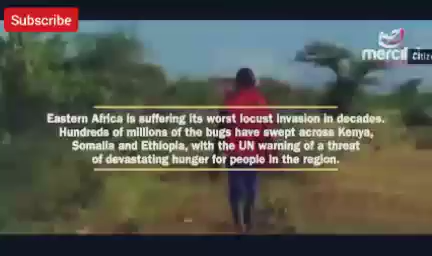 Subscribe
Eastern Africa is suffering its worst locust invasion in decades.
Hundreds of millions of the bugs have swept across Kenya,
Somalia and Ethiopia, with the UN warning of a threat
of devastating hunger for people in the region.